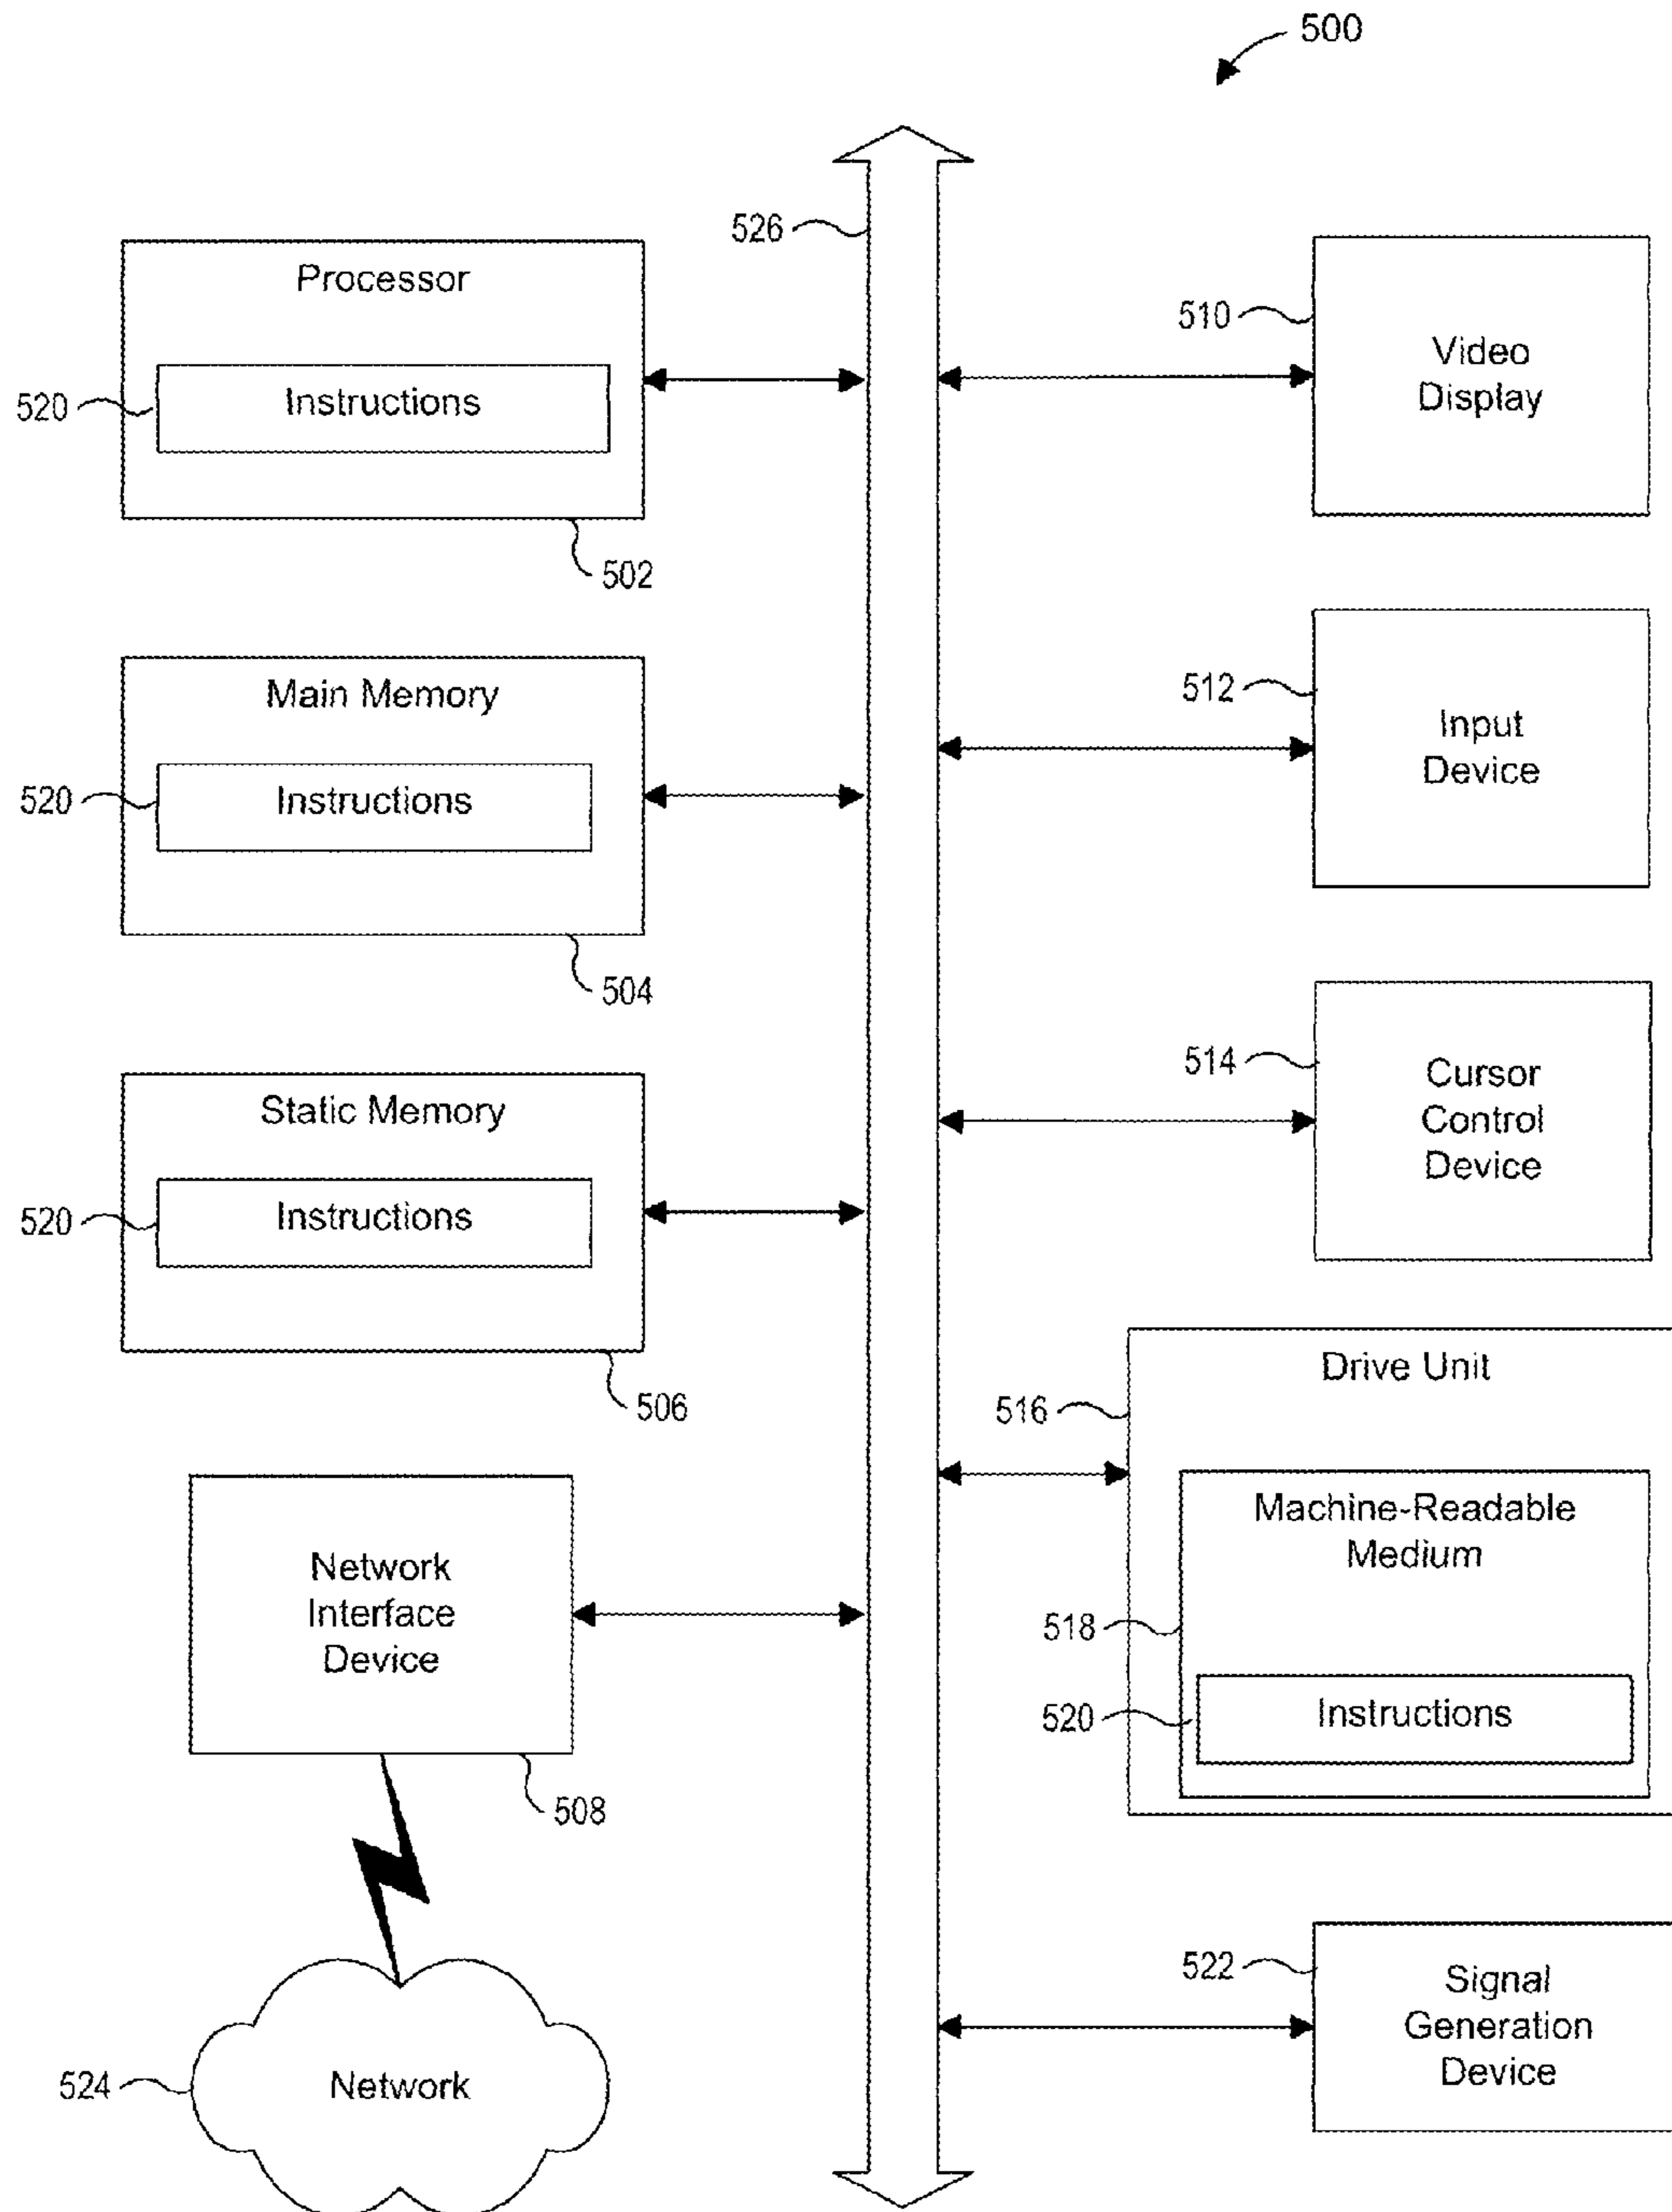 500
526
Processor
520
Instructions
502
Main Memory
520
Instructions
504
Static Memory
520
Instructions
506
Network
Interface
Device
508
524
Network
510
Video
Display
512
Input
Device
514
Cursor
Control
Device
Drive Unit
516
Machine-Readable
Medium
518
520
Instructions
522
Signal
Generation
Device